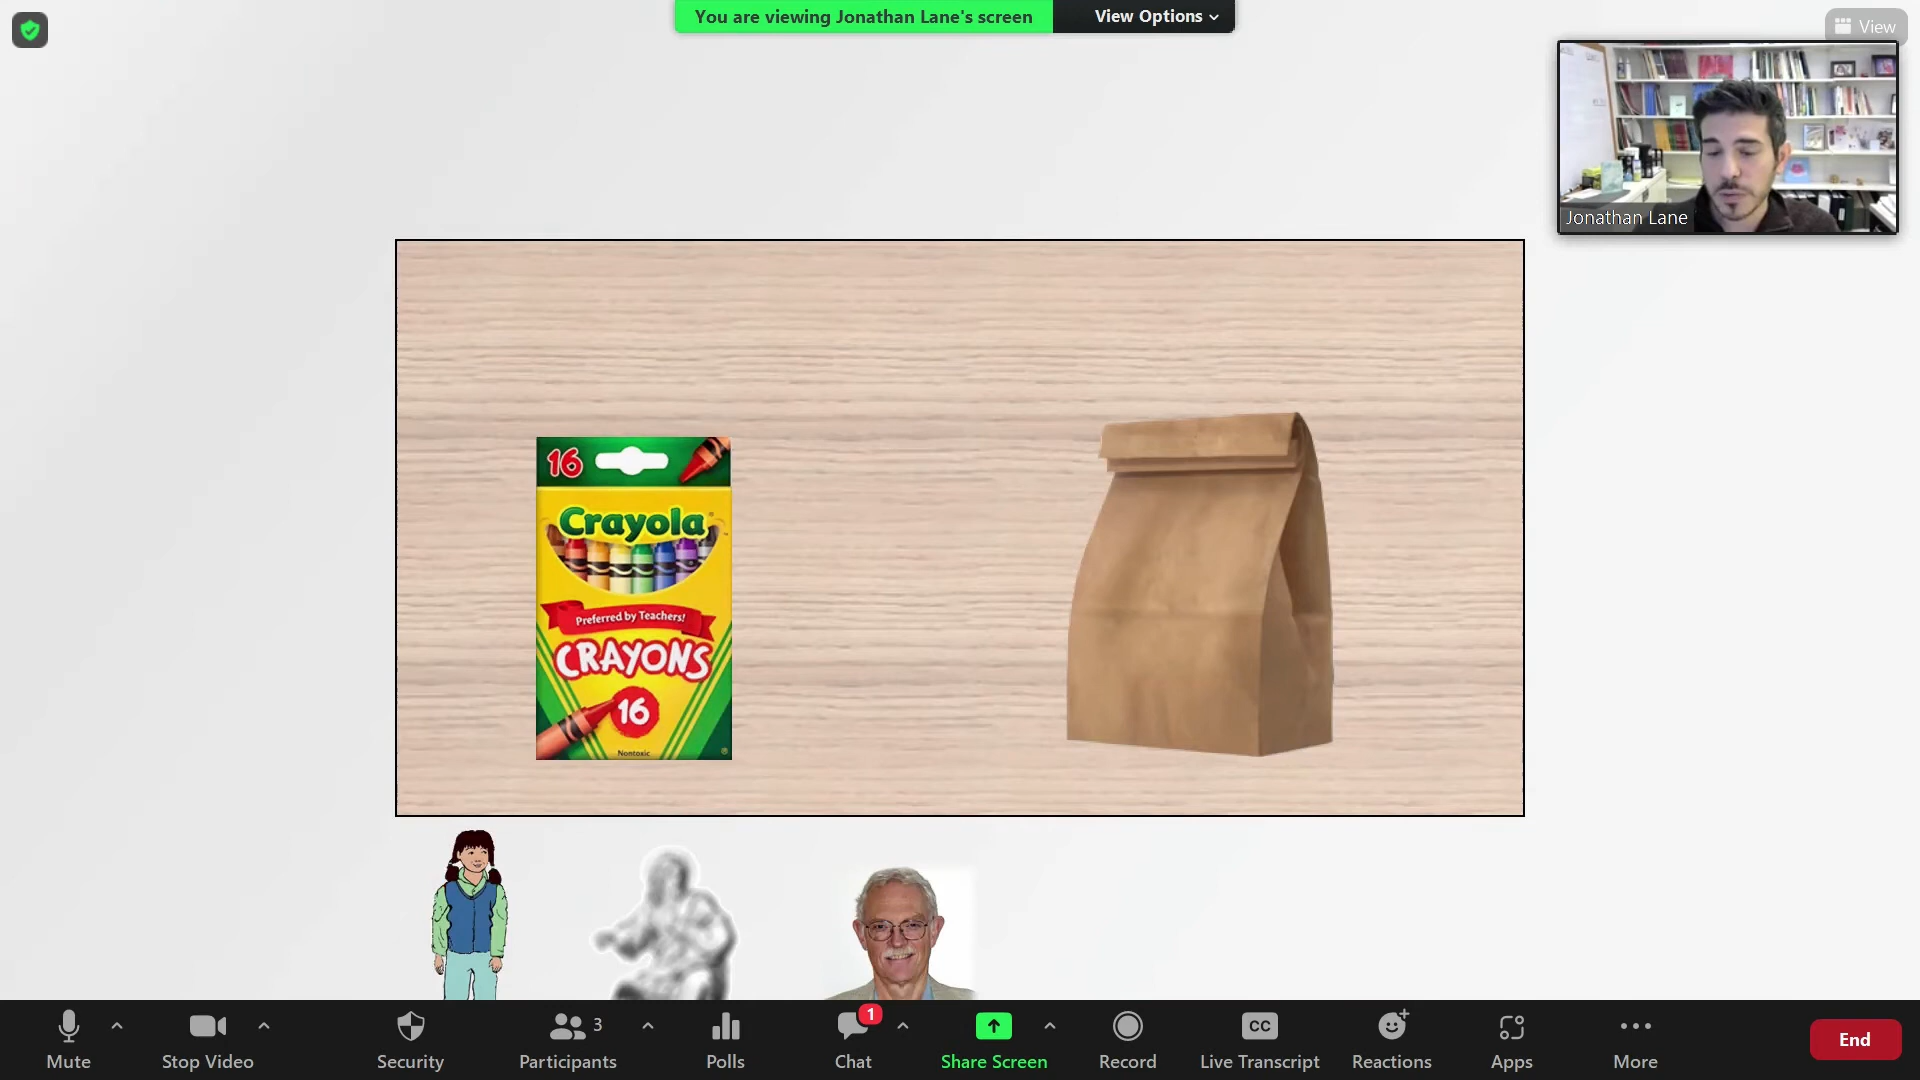 You are viewing Jonathan Lane's screen
View Options
View
Jonathan Lane
16
Crayola
Preferred by Teachers!
CRAYONS
16
Nontoxic
Mute
Stop Video
Security
Participants
3
Polls
Chat
1
Share Screen
Record
CC
Live Transcript
Reactions
Apps
More
End